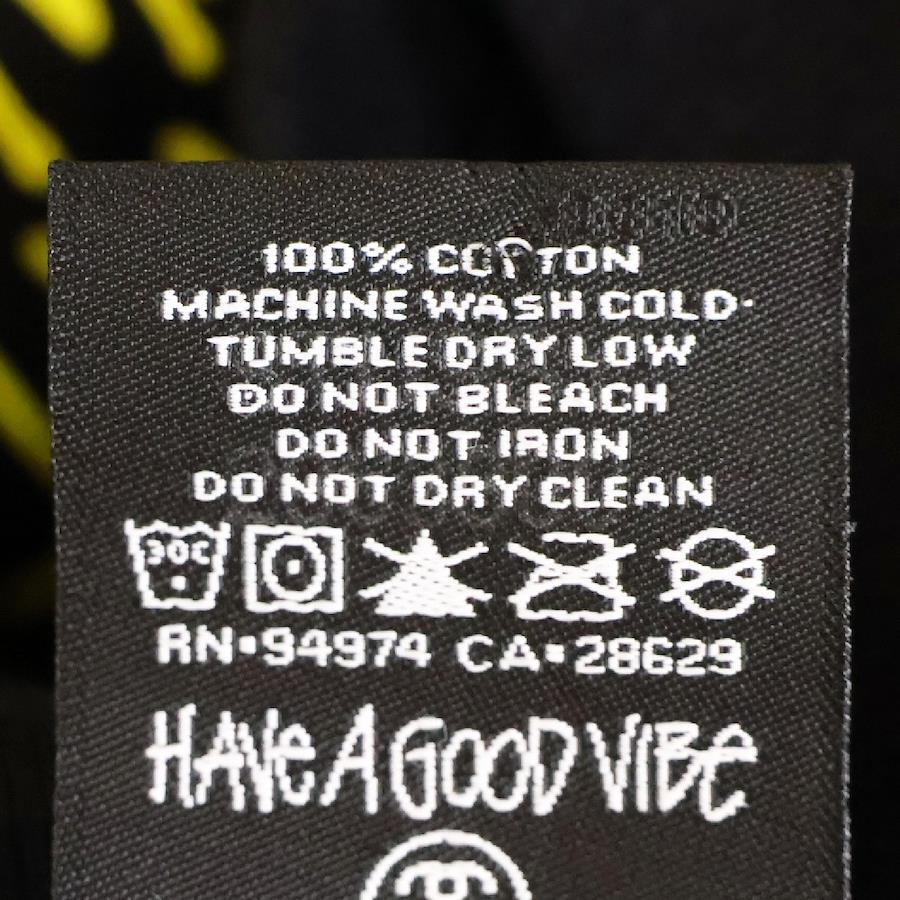 100% COTTON
MACHINE WASH COLD
TUMBLE DRY LOW
DO NOT BLEACH
DO NOT IRON
DO NOT DRY CLEAN
30C
RN•94974 CA•28629
HAVE A GOOD VIBE